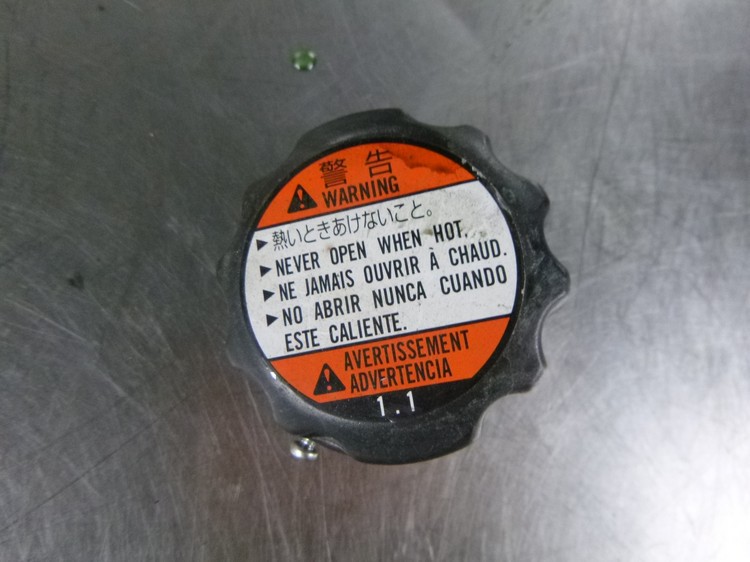 警告
WARNING
▶熱いときあけないこと。
▶NEVER OPEN WHEN HOT.
▶NE JAMAIS OUVRIR À CHAUD.
▶NO ABRIR NUNCA CUANDO
ESTE CALIENTE.
AVERTISSEMENT
ADVERTENCIA
1.1